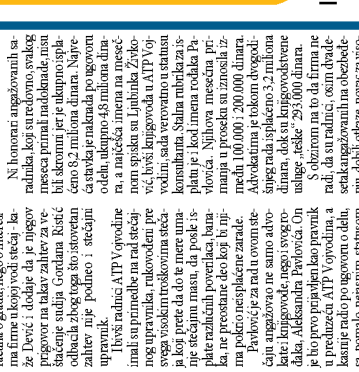 ma firme u kojoj vodi stečaj - ka-
že Dević i dodaje da je njegov
prigovor na takav zahtev za ve-
štačenje sudija Gordana Ristić
odbacila zbog toga što istovetan
zahtev nije podneo i stečajni
upravnik.
I bivši radnici ATP Vojvodine
imali su primedbe na rad stečaj-
nog upravnika, rukovođeni pre
svega visokim troškovima steča-
ja koji prete da do te mere uma-
nje stečajnu masu, da posle is-
plate različnih poverilaca, bana-
ka, ne preostane deo koji bi nji-
ma pokrio neisplaćene zarade.
Pavlović je za rad u ovom ste-
čaju angažovao ne samo advo-
kate i knjigovođe, nego i svog ro-
đaka, Aleksandra Pavlovića. On
je bio prvo prijavljen kao pravnik
u preduzeću ATP Vojvodina, a
kasnije radio po ugovoru o delu,
Ni honorari angažovanih sa-
radnika, koji su redovno, svakog
meseca primali nadoknade, nisu
bili skromni jer je ukupno ispla-
ćeno 8,2 miliona dinara. Najve-
ća stavka je naknada po ugovoru
o delu, ukupno 4,8 miliona dina-
ra, a najčešća imena na meseč-
nom spisku su Ljubinka Živko-
vić, bivši knjigovođa u ATP Voj-
vodini, sada verovatno u statusu
konsultanta. Stalna rubrika za is-
platu je i kod imena rođaka Pa-
vlovića. Njihova mesečna pri-
manja u proseku su iznosila iz-
među 100.000 i 200.000 dinara.
Advokatima je tokom dvogodi-
šnjeg rada isplaćeno 3,2 miliona
dinara, dok su knjigovodstvene
usluge „teške” 293.000 dinara.
S obzirom na to da firma ne
radi, da su radnici, osim dvade-
setak angažovanih na obezbeđe-